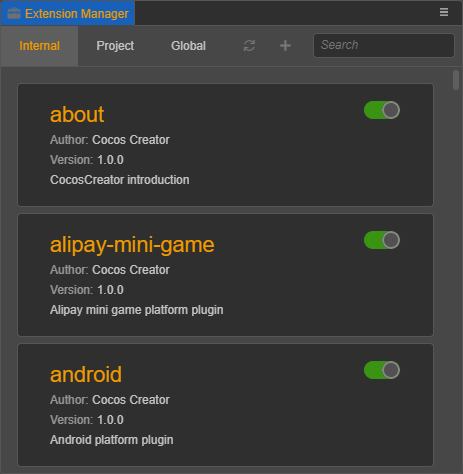 Extension Manager
Internal Project Global Search
about
Author: Cocos Creator
Version: 1.0.0
CocosCreator introduction
alipay-mini-game
Author: Cocos Creator
Version: 1.0.0
Alipay mini game platform plugin
android
Author: Cocos Creator
Version: 1.0.0
Android platform plugin